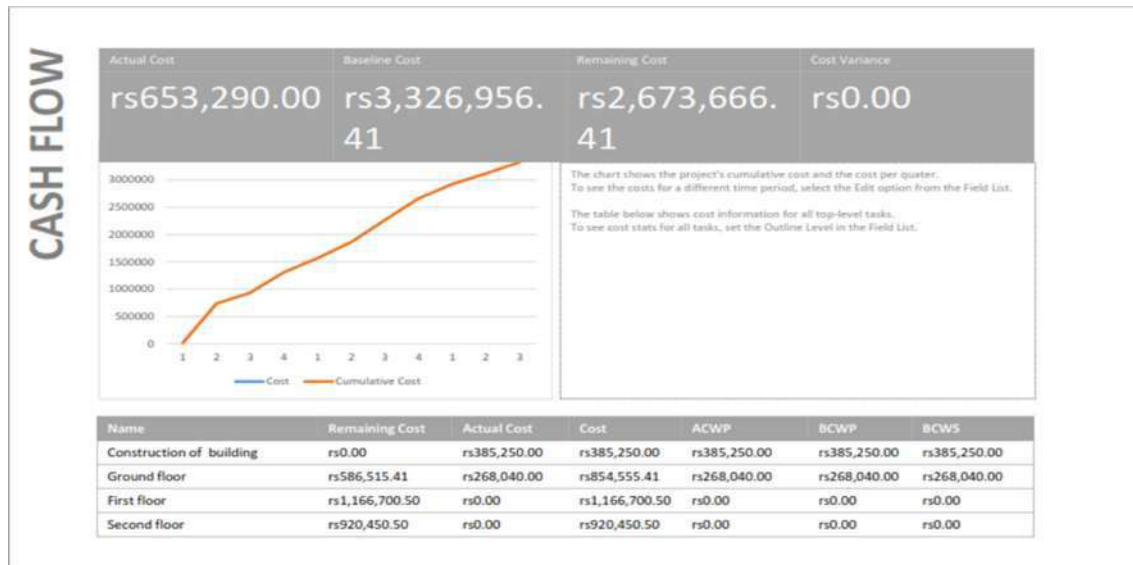 CASH FLOW
Actual Cost Baseline Cost Remaining Cost Cost Variance
rs653,290.00 rs3,326,956. rs2,673,666. rs0.00
41 41
3000000
2500000
2000000
1500000
1000000
500000
0
1 2 3 4 1 2 3 4 1 2 3
Cost Cumulative Cost
The chart shows the project's cumulative cost and the cost per quater.
To see the costs for a different time period, select the Edit option from the Field List.
The table below shows cost information for all top-level tasks.
To see cost stats for all tasks, set the Outline Level in the Field List.
Name Remaining Cost Actual Cost Cost ACWP BCWP BCWS
Construction of building rs0.00 rs385,250.00 rs385,250.00 rs385,250.00 rs385,250.00 rs385,250.00
Ground floor rs586,515.41 rs268,040.00 rs854,555.41 rs268,040.00 rs268,040.00 rs268,040.00
First floor rs1,166,700.50 rs0.00 rs1,166,700.50 rs0.00 rs0.00 rs0.00
Second floor rs920,450.50 rs0.00 rs920,450.50 rs0.00 rs0.00 rs0.00